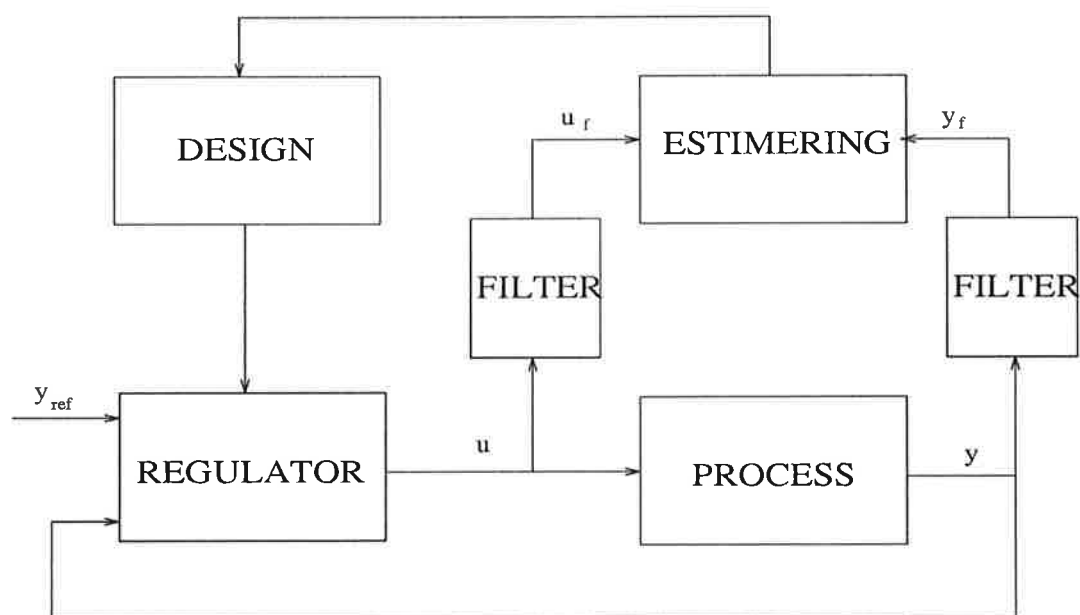 DESIGN
u f
ESTIMERING
y f
FILTER
FILTER
y ref
REGULATOR
u
PROCESS
y